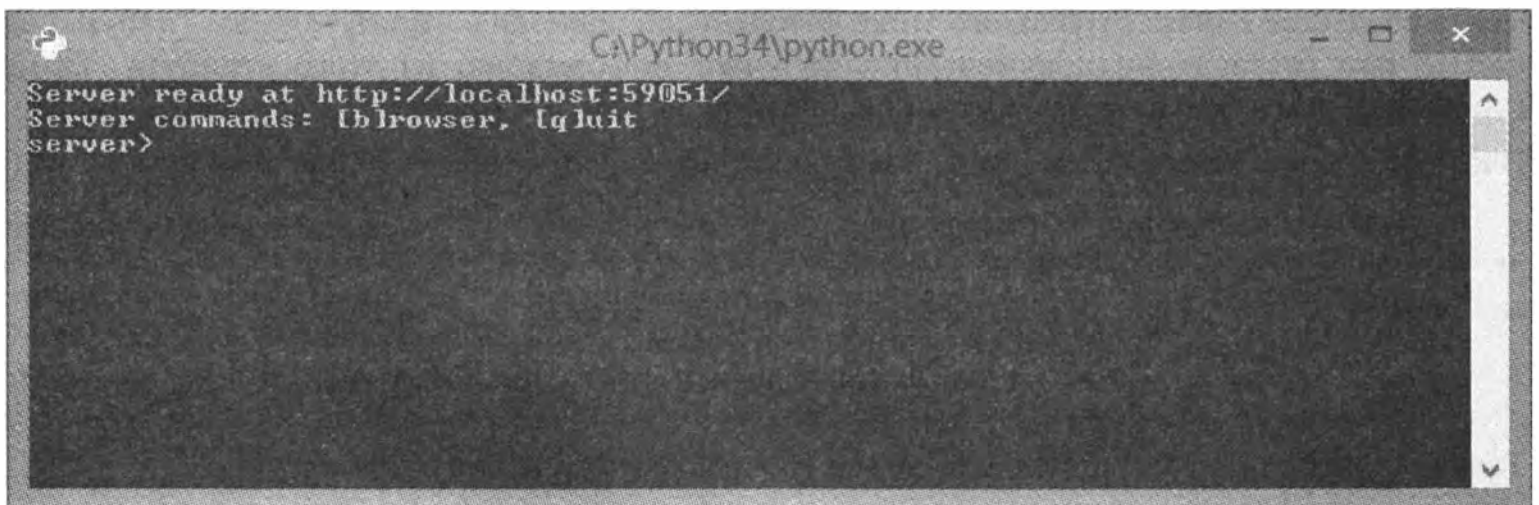 C:\Python34\python.exe
Server ready at http://localhost:59051/
Server commands: [b]rowser, [q]uit
server>